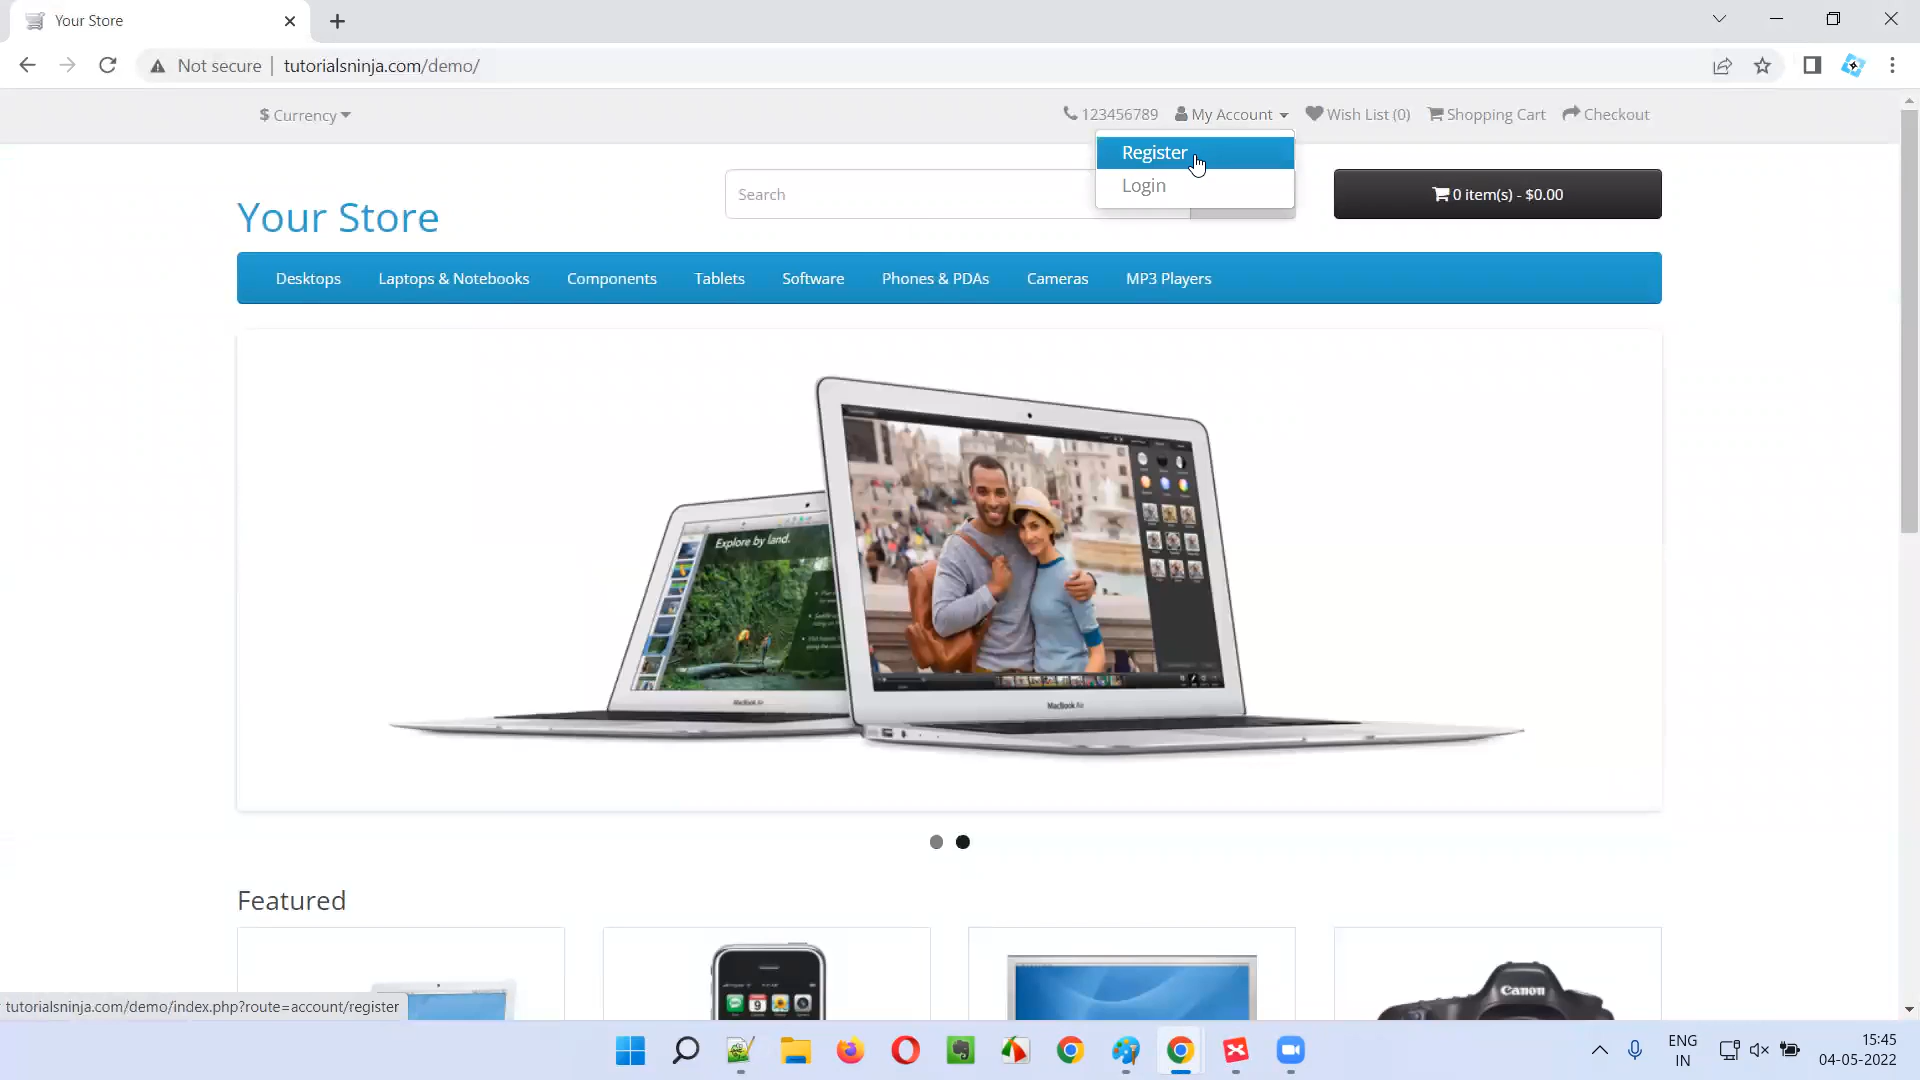 Your Store
Not secure
tutorialsninja.com/demo/
$ Currency
123456789 My Account Wish List (0) Shopping Cart Checkout
Register
Login
Search
0 item(s) - $0.00
Your Store
Desktops Laptops & Notebooks Components Tablets Software Phones & PDAs Cameras MP3 Players
Explore by land.
MacBook Air
MacBook Air
Featured
Canon
tutorialsninja.com/demo/index.php?route=account/register
ENG
IN
15:45
04-05-2022